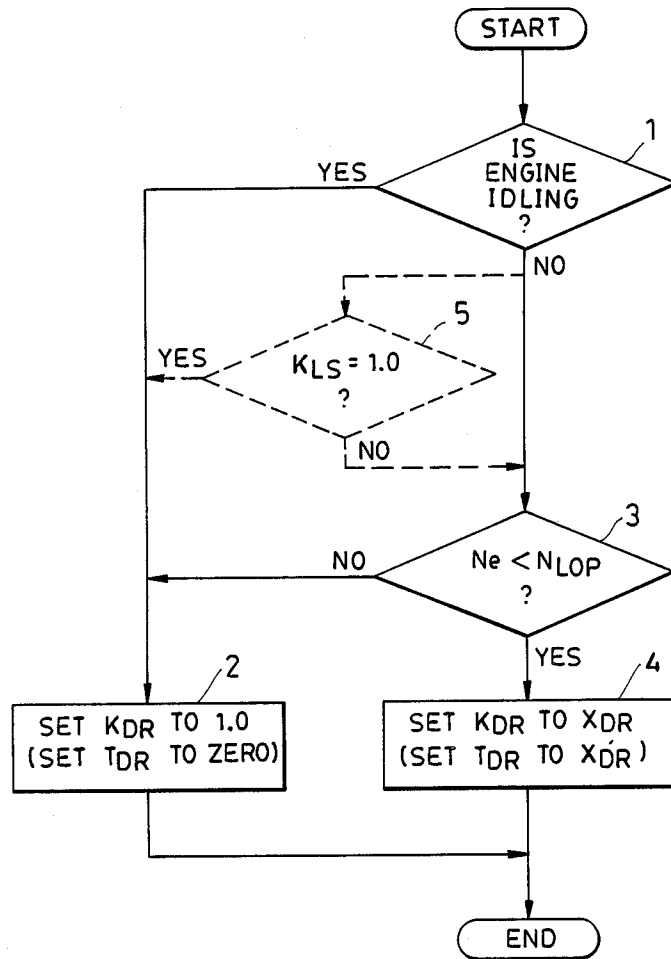 START
1
IS
ENGINE
IDLING
?
YES
NO
5
YES
KLS = 1.0
?
NO
3
NO
Ne < NLOP
?
YES
2
SET KDR TO 1.0
(SET TDR TO ZERO)
4
SET KDR TO XDR
(SET TDR TO X'DR)
END